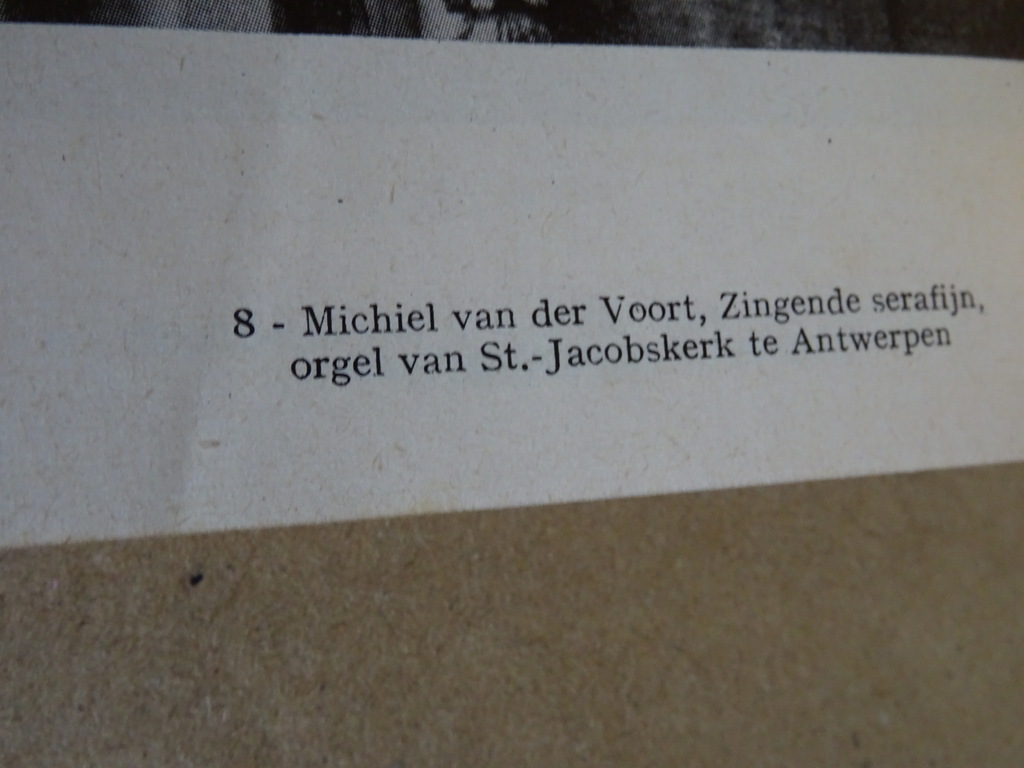 8 - Michiel van der Voort, Zingende serafijn,
orgel van St.-Jacobskerk te Antwerpen